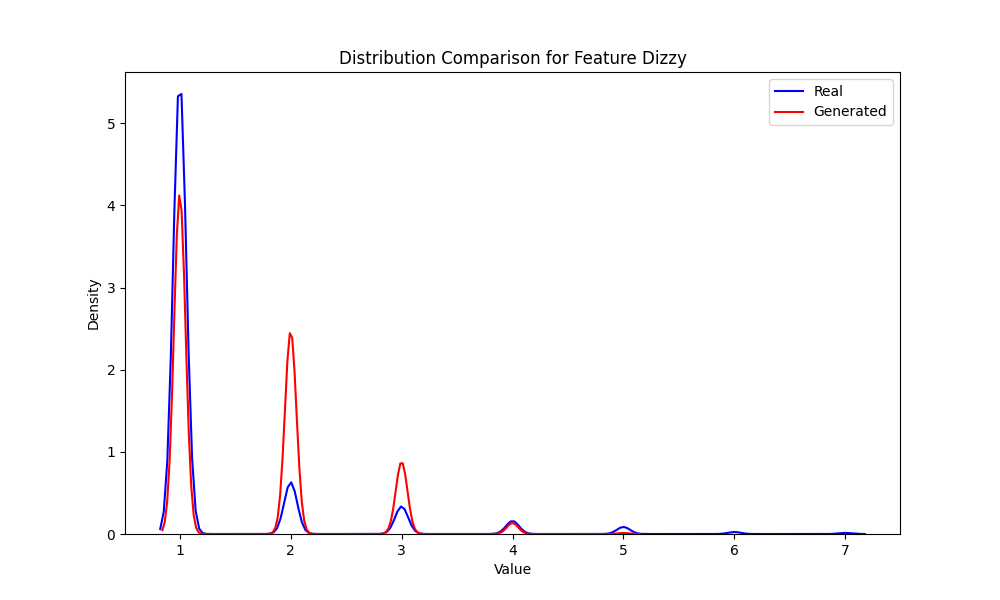 Distribution Comparison for Feature Dizzy
Real
Generated
Density
5
4
3
2
1
0
1 2 3 4 5 6 7
Value